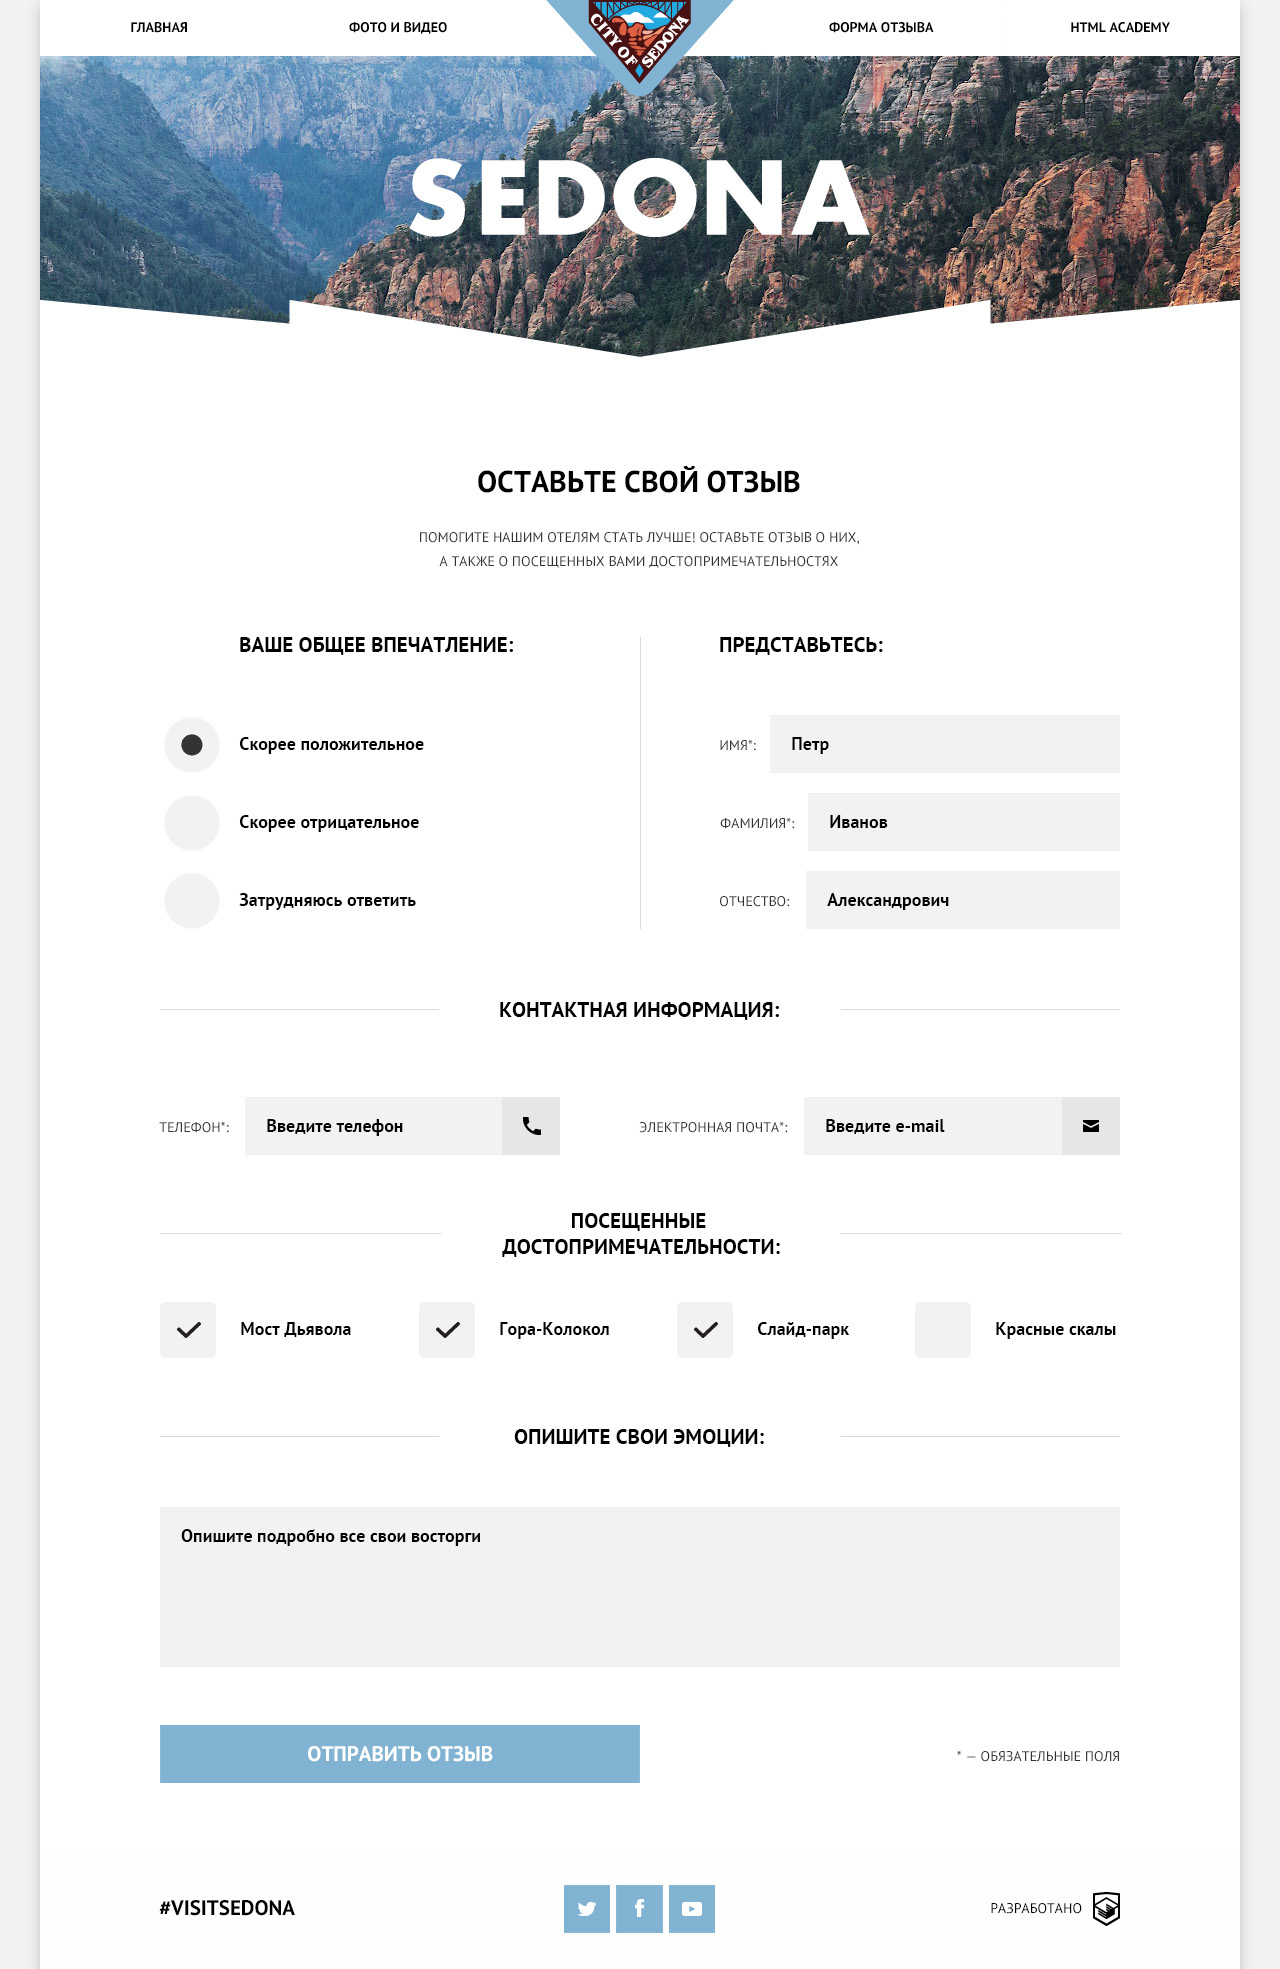 ГЛАВНАЯ
ФОТО И ВИДЕО
CITY OF SEDONA
ФОРМА ОТЗЫВА
HTML ACADEMY
SEDONA
ОСТАВЬТЕ СВОЙ ОТЗЫВ
ПОМОГИТЕ НАШИМ ОТЕЛЯМ СТАТЬ ЛУЧШЕ! ОСТАВЬТЕ ОТЗЫВ О НИХ,
А ТАКЖЕ О ПОСЕЩЕННЫХ ВАМИ ДОСТОПРИМЕЧАТЕЛЬНОСТЯХ
ВАШЕ ОБЩЕЕ ВПЕЧАТЛЕНИЕ:
Скорее положительное
Скорее отрицательное
Затрудняюсь ответить
ПРЕДСТАВЬТЕСЬ:
ИМЯ*: Петр
ФАМИЛИЯ*: Иванов
ОТЧЕСТВО: Александрович
КОНТАКТНАЯ ИНФОРМАЦИЯ:
ТЕЛЕФОН*: Введите телефон
ЭЛЕКТРОННАЯ ПОЧТА*: Введите e-mail
ПОСЕЩЕННЫЕ
ДОСТОПРИМЕЧАТЕЛЬНОСТИ:
Мост Дьявола
Гора-Колокол
Слайд-парк
Красные скалы
ОПИШИТЕ СВОИ ЭМОЦИИ:
Опишите подробно все свои восторги
ОТПРАВИТЬ ОТЗЫВ
* — ОБЯЗАТЕЛЬНЫЕ ПОЛЯ
#VISITSEDONA
РАЗРАБОТАНО